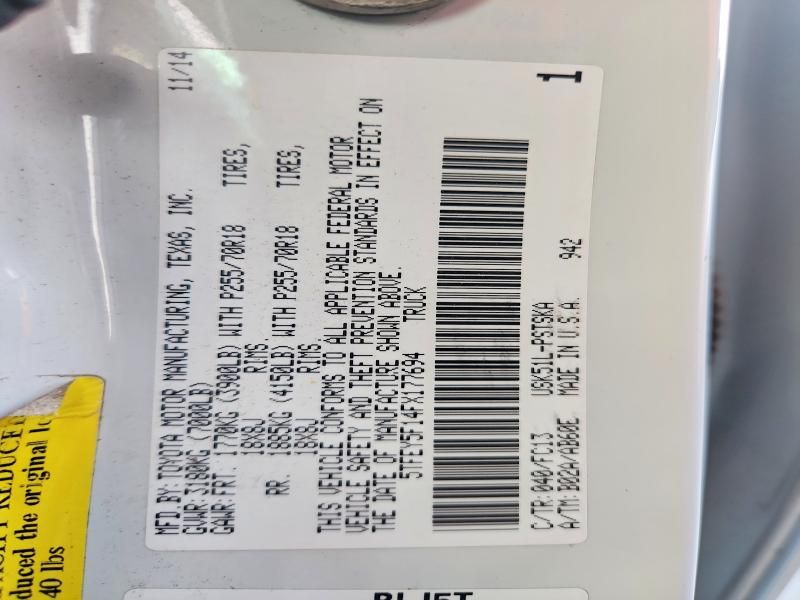 MFD.BY: TOYOTA MOTOR MANUFACTURING, TEXAS, INC. 11/14
GVWR: 3180KG (7000LB)
GAWR: FRT. 1770KG (3900LB) WITH P255/70R18 TIRES,
18X8J RIMS.
RR. 1885KG (4150LB) WITH P255/70R18 TIRES,
18X8J RIMS.
THIS VEHICLE CONFORMS TO ALL APPLICABLE FEDERAL MOTOR
VEHICLE SAFETY AND THEFT PREVENTION STANDARDS IN EFFECT ON
THE DATE OF MANUFACTURE SHOWN ABOVE.
5TFEV5F14FX177694 TRUCK
C/TR: 040/FC13 USK51L-PSTSKA
A/TM: B02A/AB60E MADE IN U.S.A. 942
1
REDUCE
duced the original
40 lbs